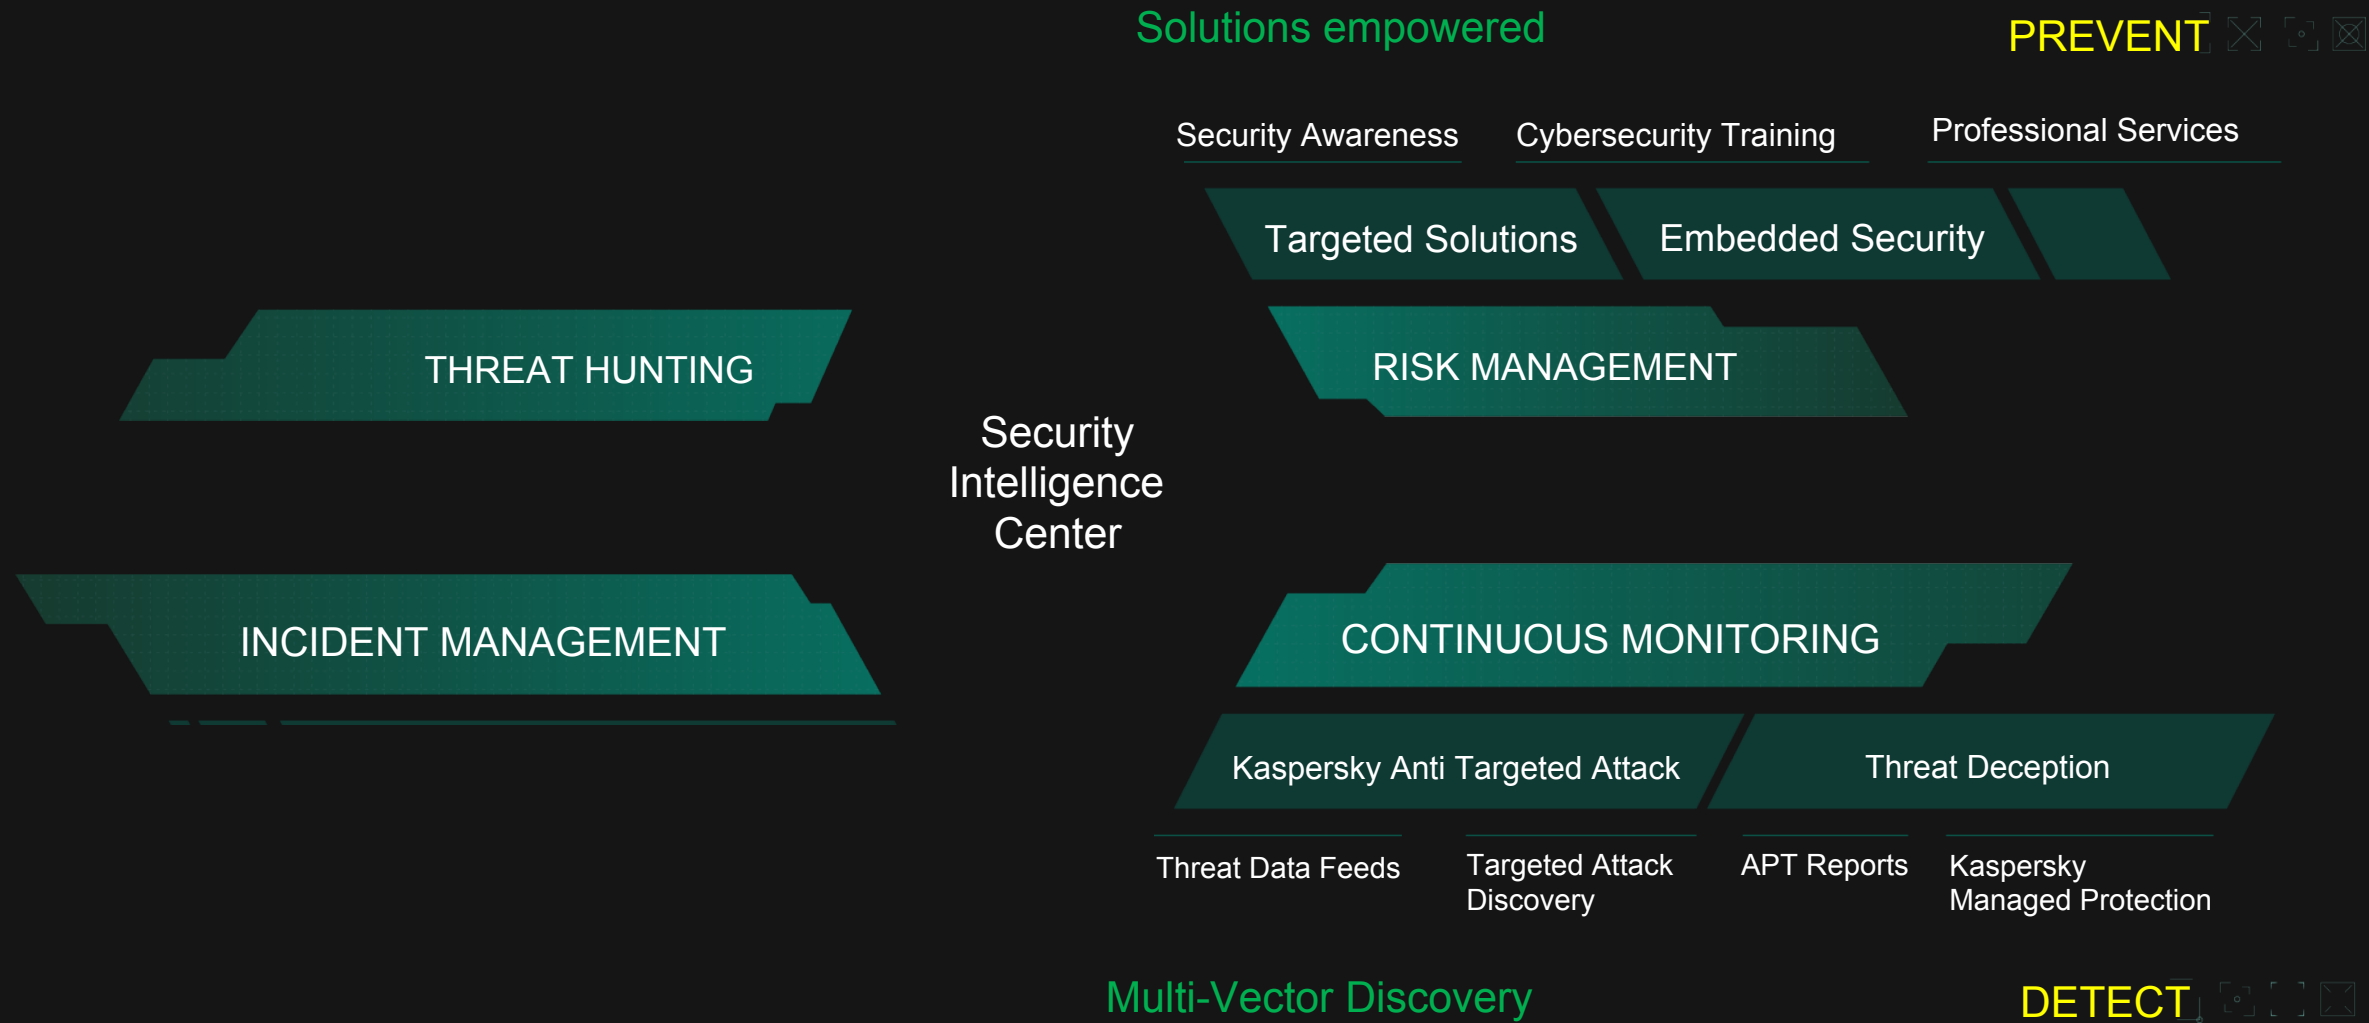 Solutions empowered
PREVENT
Security Awareness
Cybersecurity Training
Professional Services
Targeted Solutions
Embedded Security
THREAT HUNTING
RISK MANAGEMENT
Security
Intelligence
Center
INCIDENT MANAGEMENT
CONTINUOUS MONITORING
Kaspersky Anti Targeted Attack
Threat Deception
Threat Data Feeds
Targeted Attack
Discovery
APT Reports
Kaspersky
Managed Protection
Multi-Vector Discovery
DETECT